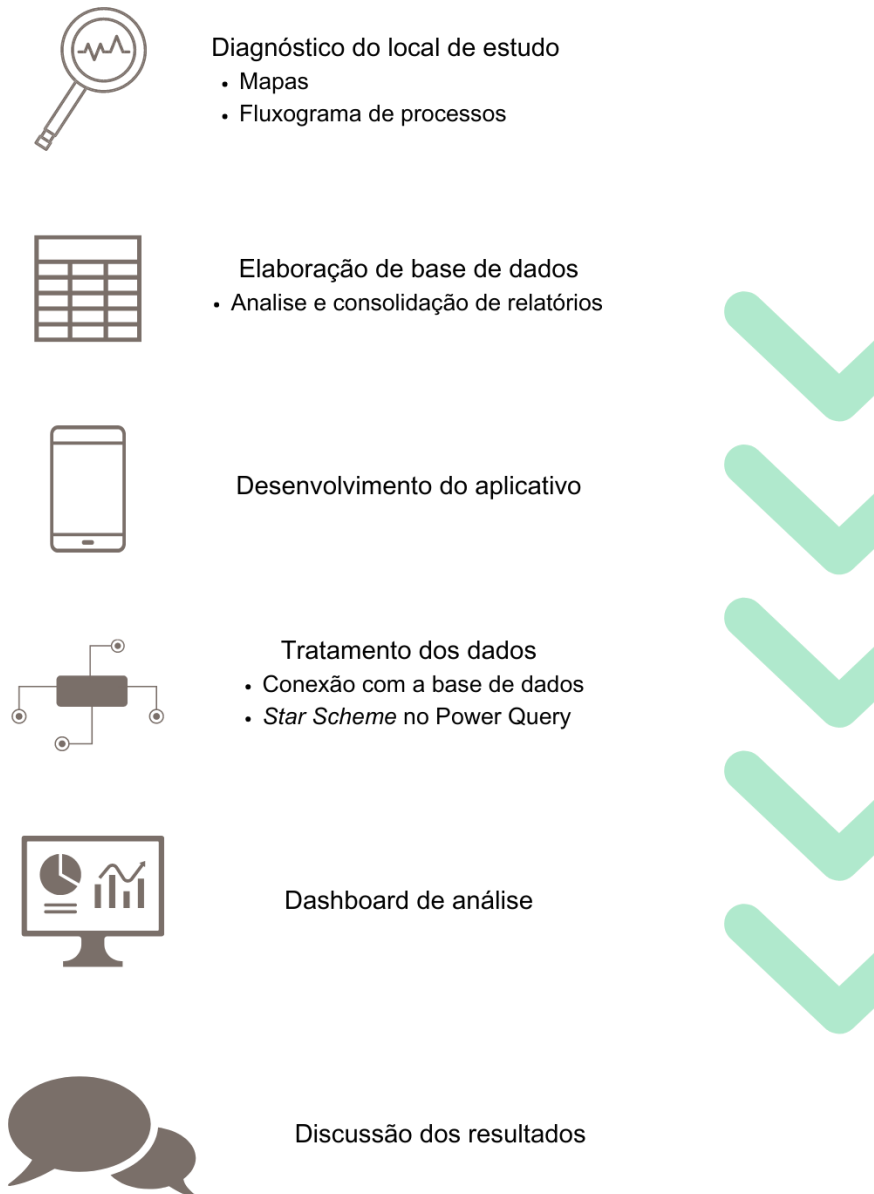 Diagnóstico do local de estudo
• Mapas
• Fluxograma de processos
Elaboração de base de dados
• Analise e consolidação de relatórios
Desenvolvimento do aplicativo
Tratamento dos dados
• Conexão com a base de dados
• Star Scheme no Power Query
Dashboard de análise
Discussão dos resultados